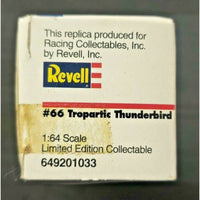 This replica produced for
Racing Collectables, Inc.
by Revell, Inc.
Revell
#66 Tropartic Thunderbird
1:64 Scale
Limited Edition Collectable
649201033